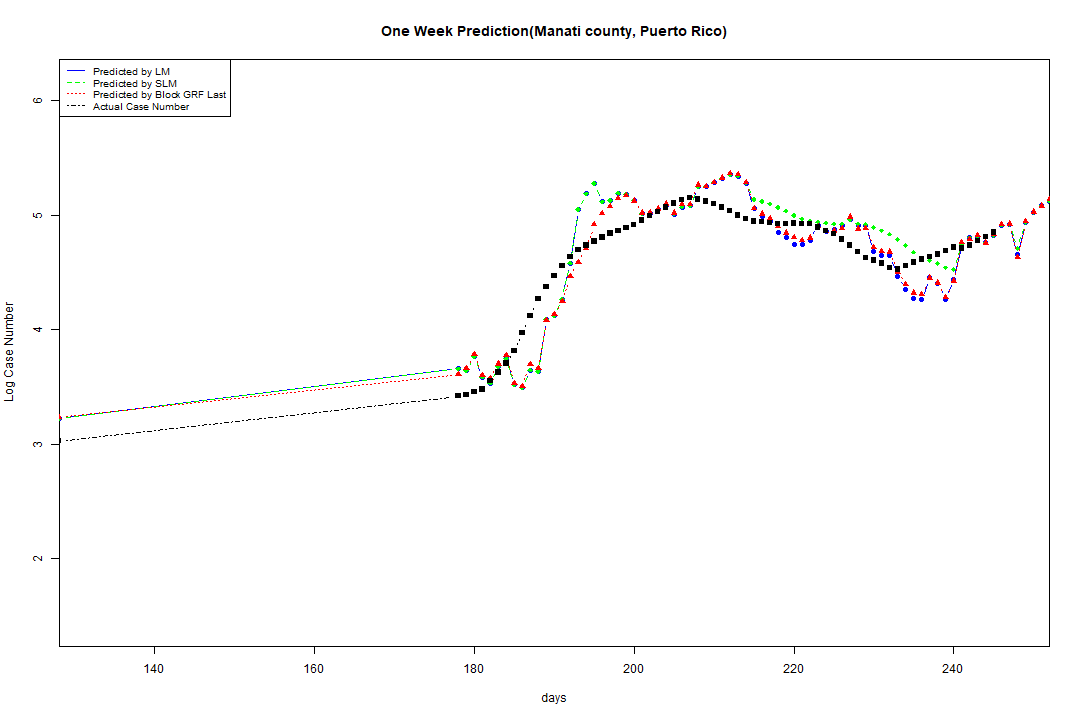 One Week Prediction(Manati county, Puerto Rico)
Predicted by LM
Predicted by SLM
Predicted by Block GRF Last
Actual Case Number
Log Case Number
6
5
4
3
2
140 160 180 200 220 240
days